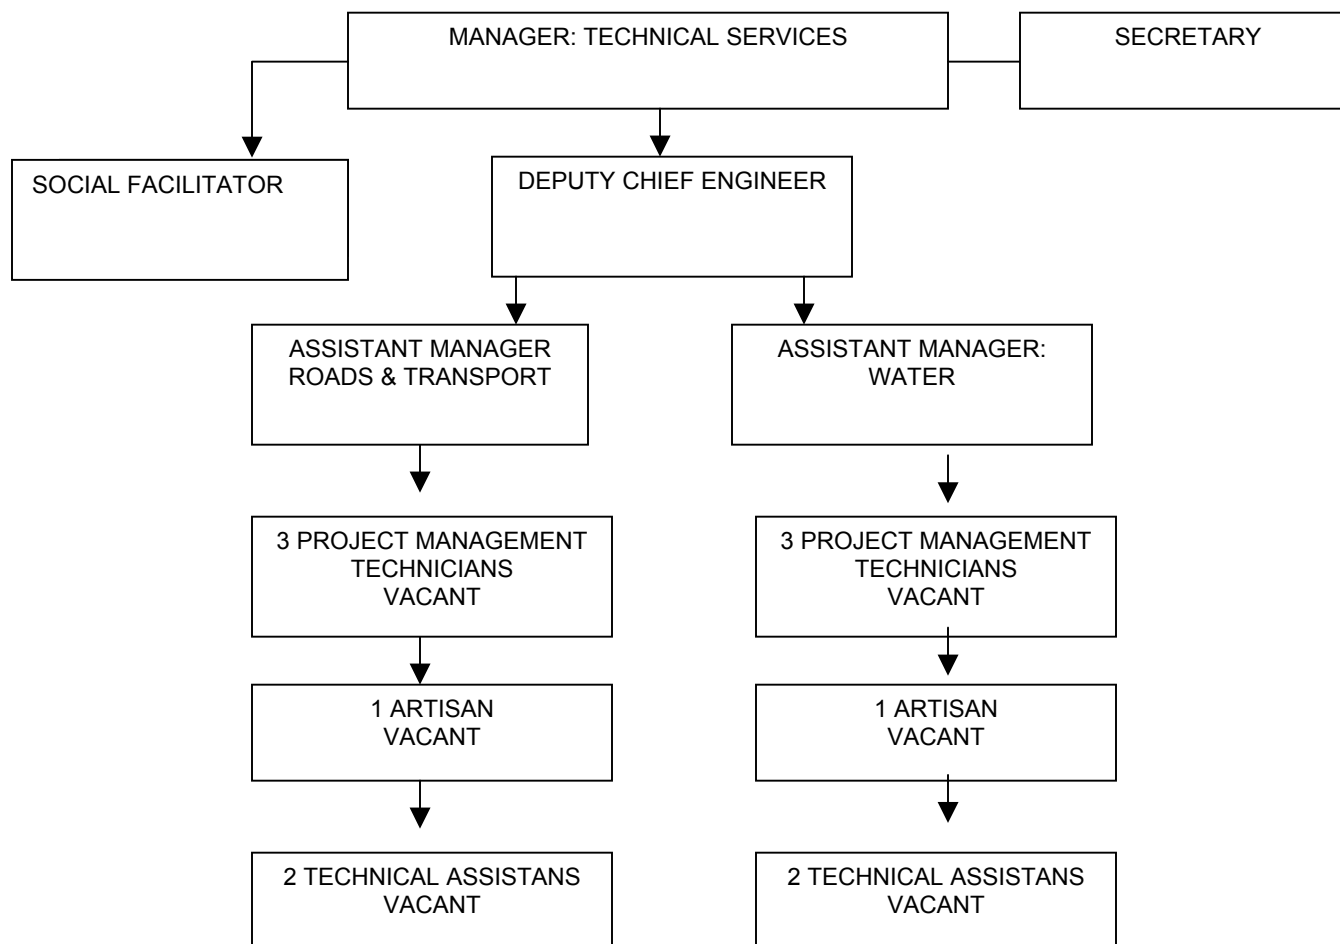 MANAGER: TECHNICAL SERVICES
SECRETARY
SOCIAL FACILITATOR
DEPUTY CHIEF ENGINEER
ASSISTANT MANAGER
ROADS & TRANSPORT
ASSISTANT MANAGER:
WATER
3 PROJECT MANAGEMENT
TECHNICIANS
VACANT
3 PROJECT MANAGEMENT
TECHNICIANS
VACANT
1 ARTISAN
VACANT
1 ARTISAN
VACANT
2 TECHNICAL ASSISTANS
VACANT
2 TECHNICAL ASSISTANS
VACANT